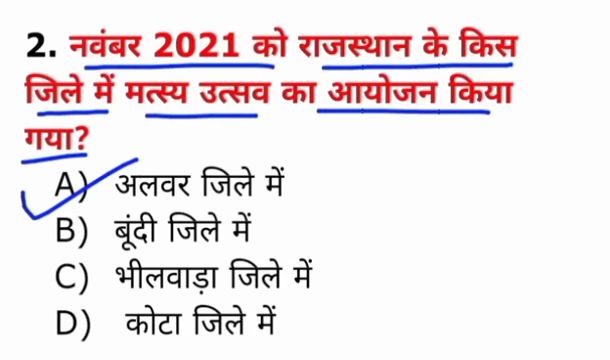 2. नवंबर 2021 को राजस्थान के किस
जिले में मत्स्य उत्सव का आयोजन किया
गया?
A) अलवर जिले में
B) बूंदी जिले में
C) भीलवाड़ा जिले में
D) कोटा जिले में